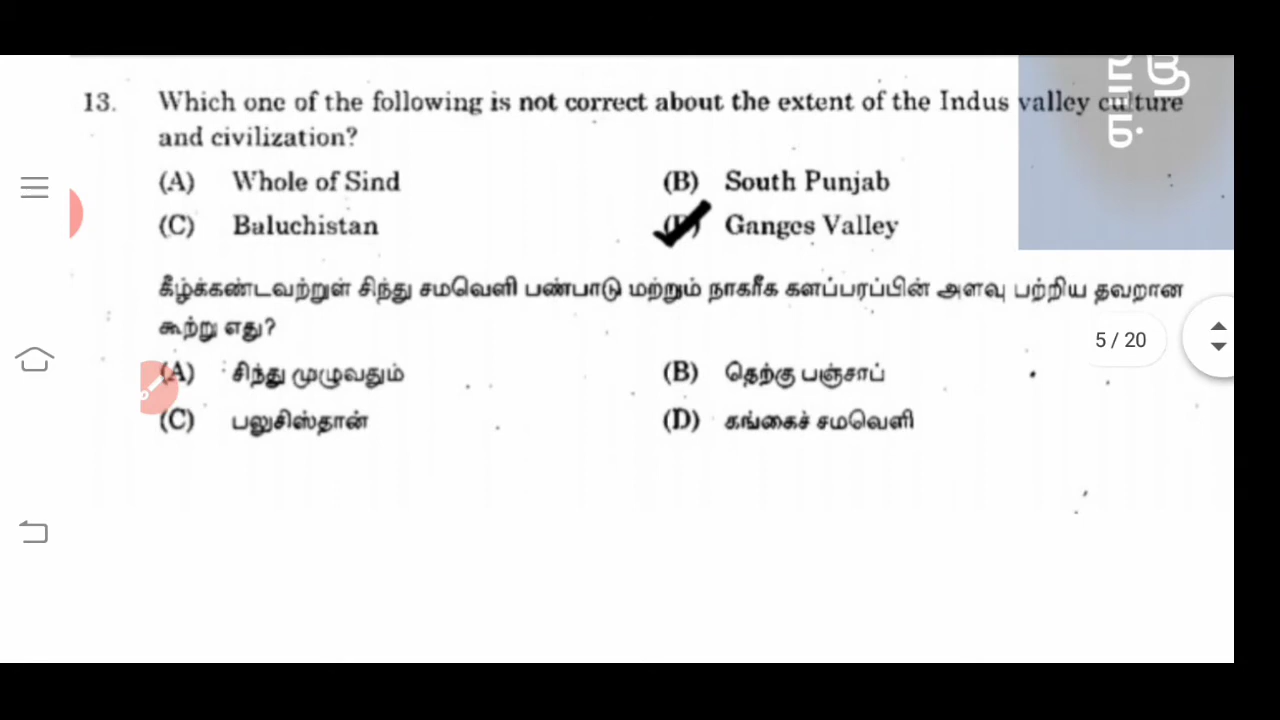 13. Which one of the following is not correct about the extent of the Indus valley culture
and civilization?
(A) Whole of Sind (B) South Punjab
(C) Baluchistan Ganges Valley
கீழ்க்கண்டவற்றுள் சிந்து சமவெளி பண்பாடு மற்றும் நாகரீக களப்பரப்பின் அளவு பற்றிய தவறான
கூற்று எது?
5 / 20
(A) சிந்து முழுவதும் (B) தெற்கு பஞ்சாப்
(C) பலுசிஸ்தான் (D) கங்கைச் சமவெளி